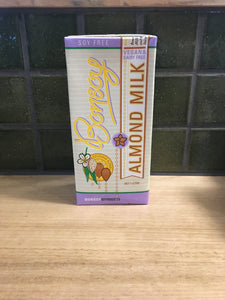 SOY FREE
VEGAN &
DAIRY FREE
Bonsoy
ALMOND MILK